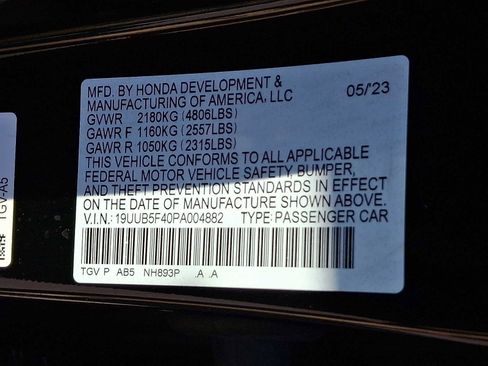 MFD. BY HONDA DEVELOPMENT &
MANUFACTURING OF AMERICA, LLC 05/'23
GVWR 2180KG (4806LBS)
GAWR F 1160KG (2557LBS)
GAWR R 1050KG (2315LBS)
THIS VEHICLE CONFORMS TO ALL APPLICABLE
FEDERAL MOTOR VEHICLE SAFETY, BUMPER,
AND THEFT PREVENTION STANDARDS IN EFFECT
ON THE DATE OF MANUFACTURE SHOWN ABOVE.
V.I.N.: 19UUB5F40PA004882 TYPE: PASSENGER CAR
TGV P AB5 NH893P .A .A
TGV-A5